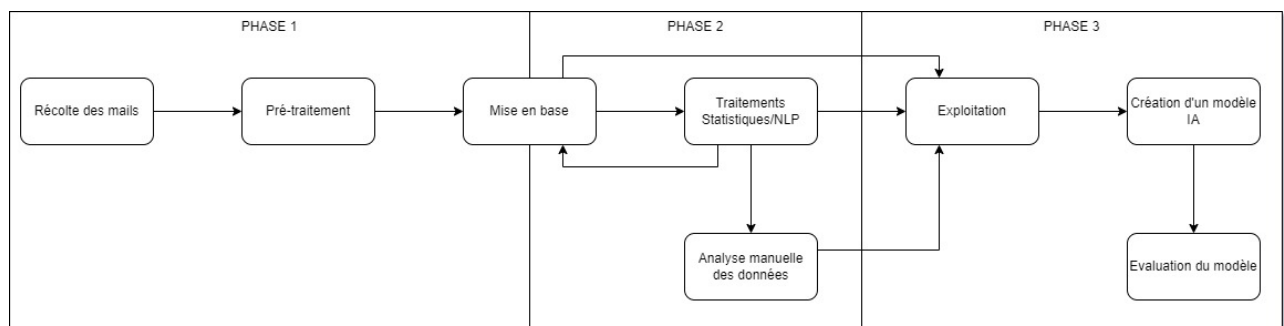 PHASE 1
PHASE 2
PHASE 3
Récolte des mails
Pré-traitement
Mise en base
Traitements
Statistiques/NLP
Exploitation
Création d'un modèle
IA
Analyse manuelle
des données
Evaluation du modèle